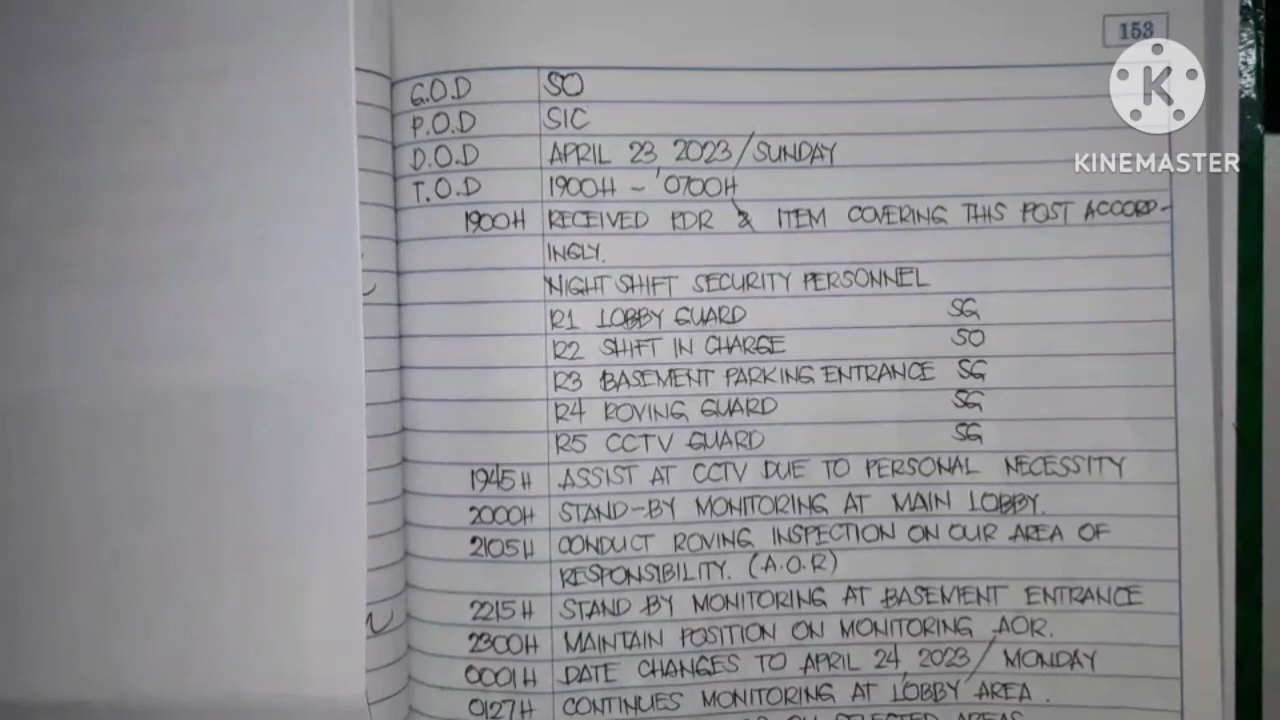 153
G.O.D SO
P.O.D SIC
D.O.D APRIL 23, 2023/SUNDAY
T.O.D 1900H - 0700H
1900H RECEIVED PDR & ITEM COVERING THIS POST ACCORD-
INGLY.
NIGHT SHIFT SECURITY PERSONNEL
R1 LOBBY GUARD SG
R2 SHIFT IN CHARGE SO
R3 BASEMENT PARKING ENTRANCE SG
R4 ROVING GUARD SG
R5 CCTV GUARD SG
1945H ASSIST AT CCTV DUE TO PERSONAL NECESSITY
2000H STAND-BY MONITORING AT MAIN LOBBY.
2105H CONDUCT ROVING INSPECTION ON OUR AREA OF
RESPONSIBILITY. (A.O.R)
2215H STAND BY MONITORING AT BASEMENT ENTRANCE
2300H MAINTAIN POSITION ON MONITORING AOR.
0001H DATE CHANGES TO APRIL 24, 2023/MONDAY
0127H CONTINUES MONITORING AT LOBBY AREA.
SELECTED AREAS
KINEMASTER